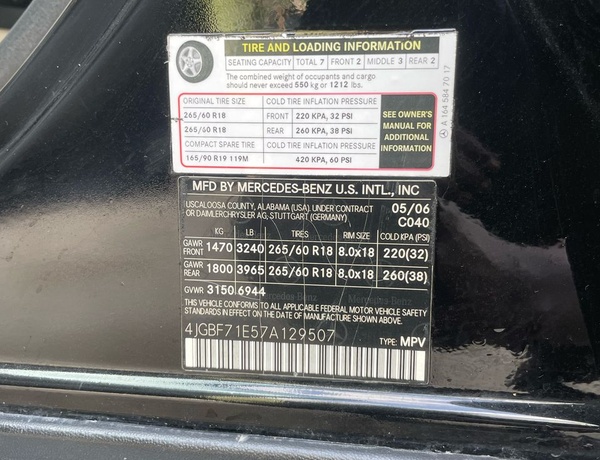 TIRE AND LOADING INFORMATION
SEATING CAPACITY TOTAL 7 FRONT 2 MIDDLE 3 REAR 2
The combined weight of occupants and cargo
should never exceed 550 kg or 1212 lbs.
ORIGINAL TIRE SIZE COLD TIRE INFLATION PRESSURE
265/60 R18 FRONT 220 KPA, 32 PSI
265/60 R18 REAR 260 KPA, 38 PSI
COMPACT SPARE TIRE COLD TIRE INFLATION PRESSURE
165/90 R19 119M 420 KPA, 60 PSI
SEE OWNER'S
MANUAL FOR
ADDITIONAL
INFORMATION
A 164 584 70 17
MFD BY MERCEDES-BENZ U.S. INTL., INC
USCALOOSA COUNTY, ALABAMA (USA) UNDER CONTRACT 05/06
OR DAIMLERCHRYSLER AG, STUTTGART (GERMANY) C040
KG LB TIRES RIM SIZE COLD KPA (PSI)
GAWR FRONT 1470 3240 265/60 R18 8.0x18 220(32)
GAWR REAR 1800 3965 265/60 R18 8.0x18 260(38)
GVWR 3150 6944
THIS VEHICLE CONFORMS TO ALL APPLICABLE FEDERAL MOTOR VEHICLE SAFETY
STANDARDS IN EFFECT ON THE DATE OF MANUFACTURE SHOWN ABOVE
4JGBF71E57A129507 TYPE: MPV